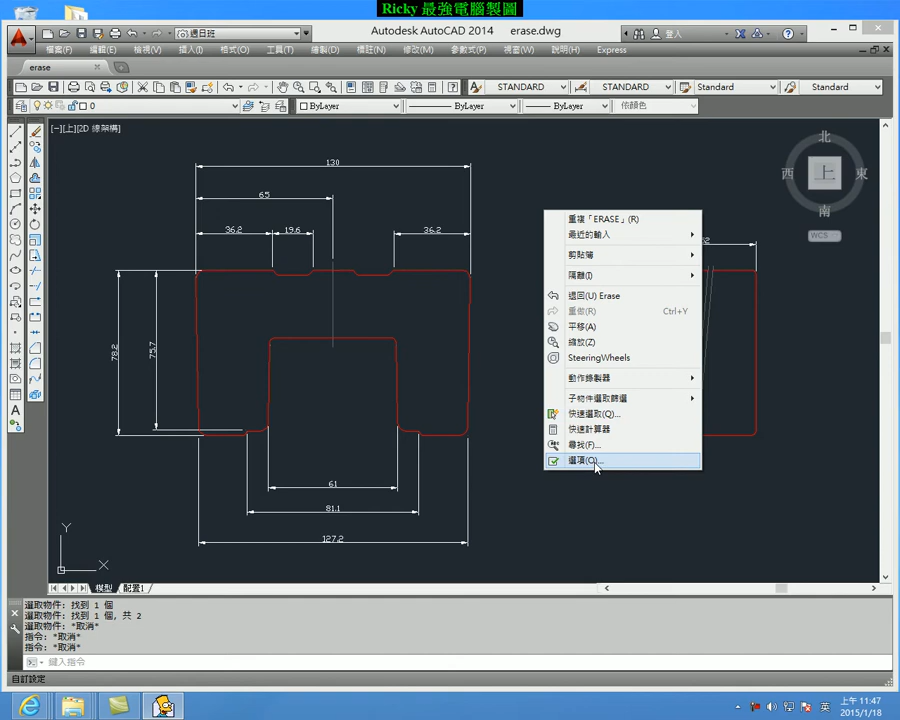 Ricky 最強電腦製圖
週日班
Autodesk AutoCAD 2014 erase.dwg
登入
檔案(F) 編輯(E) 檢視(V) 插入(I) 格式(O) 工具(T) 繪製(D) 標註(N) 修改(M) 參數式(P) 視窗(W) 說明(H) Express
erase
STANDARD STANDARD Standard Standard
0 ByLayer ByLayer ByLayer 依顏色
[−][上][2D 線架構]
北
西 上 東
南
WCS
130
65
36.2 19.6 36.2
78.2 75.7
61
81.1
127.2
重複「ERASE」(R)
最近的輸入
剪貼簿
隔離(I)
退回(U) Erase
重做(R) Ctrl+Y
平移(A)
縮放(Z)
SteeringWheels
動作錄製器
子物件選取篩選
快速選取(Q)...
快速計算器
尋找(F)...
選項(O)...
Y
X
模型 配置1
選取物件: 找到 1 個
選取物件: 找到 1 個, 共 2
選取物件: *取消*
指令: *取消*
指令: *取消*
鍵入指令
自訂設定
英
上午 11:47
2015/1/18